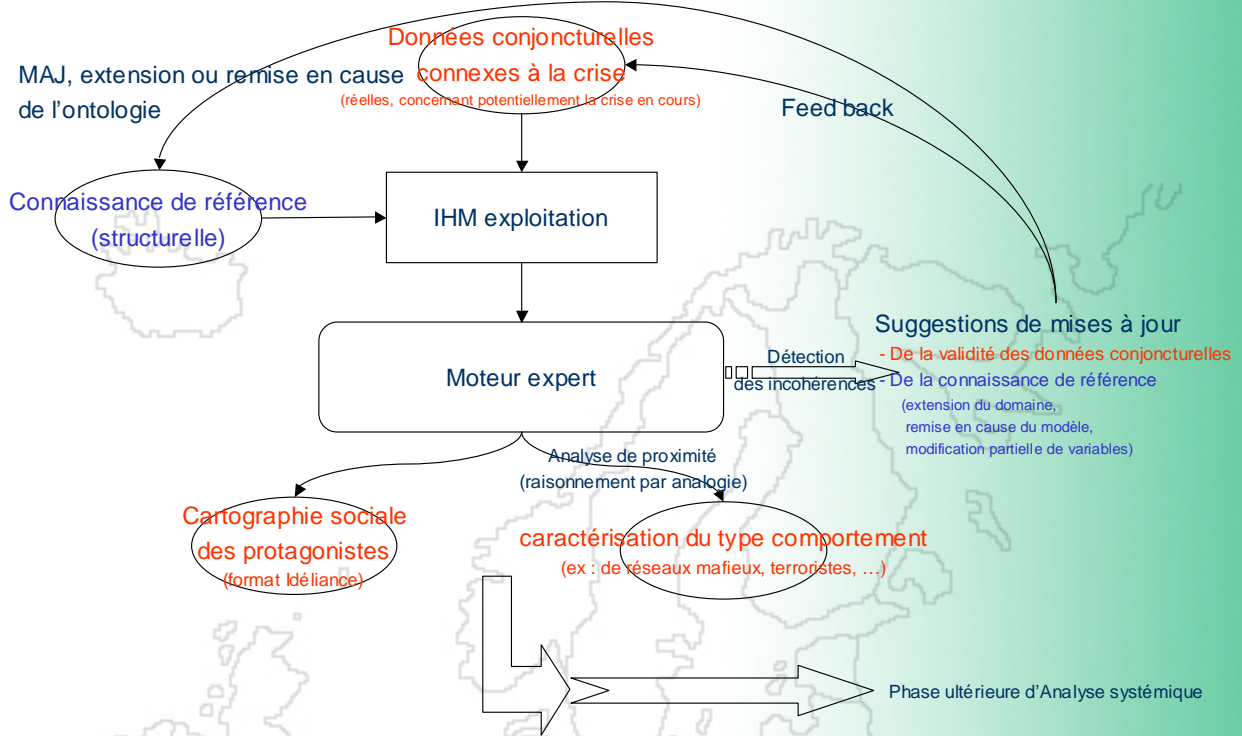 Données conjoncturelles
connexes à la crise
(réelles, concernant potentiellement la crise en cours)
MAJ, extension ou remise en cause
de l'ontologie
Feed back
Connaissance de référence
(structurelle)
IHM exploitation
Suggestions de mises à jour
- De la validité des données conjoncturelles
- De la connaissance de référence
(extension du domaine,
remise en cause du modèle,
modification partielle de variables)
Moteur expert
Détection
des incohérences
Analyse de proximité
(raisonnement par analogie)
Cartographie sociale
des protagonistes
(format Idéliance)
caractérisation du type comportement
(ex : de réseaux mafieux, terroristes, …)
Phase ultérieure d'Analyse systémique